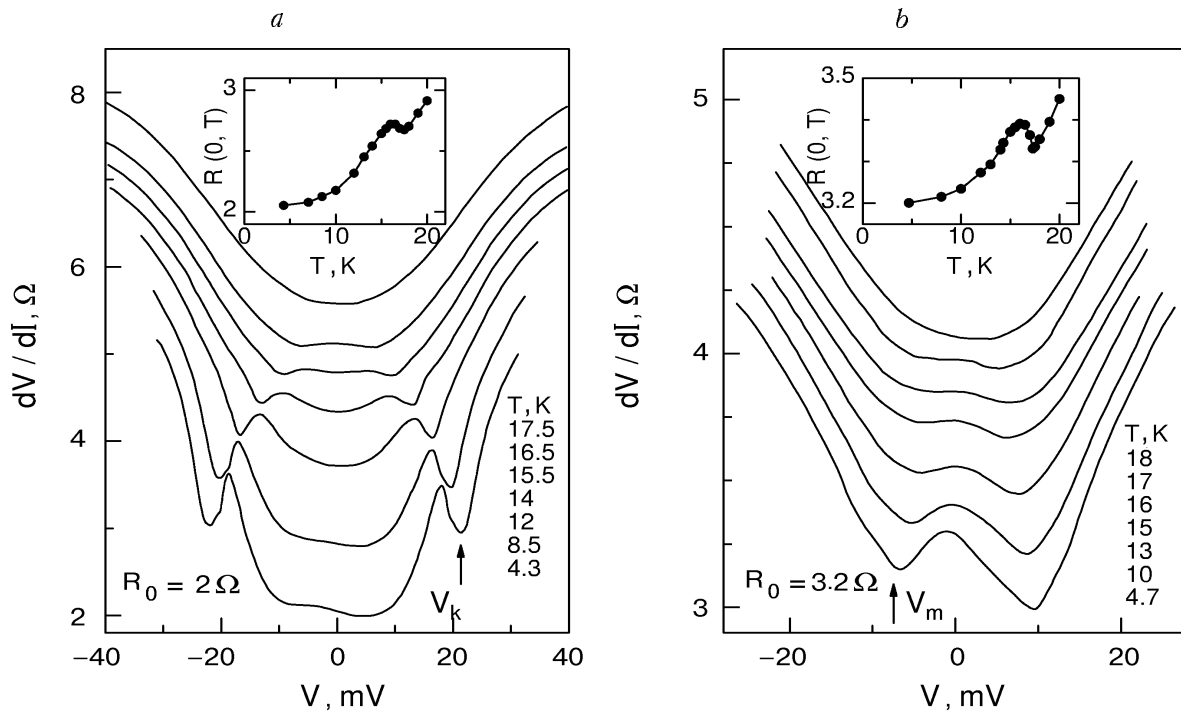 a
8
6
4
2
dV / dI, Ω
−40
−20
0
20
40
V , mV
3
2
R (0, T)
0
10
20
T , K
T , K
17.5
16.5
15.5
14
12
8.5
4.3
R0 = 2 Ω
Vk
b
5
4
3
dV / dI, Ω
−20
0
20
V , mV
3.5
3.2
R (0, T)
0
10
20
T , K
T , K
18
17
16
15
13
10
4.7
R0 = 3.2 Ω
Vm